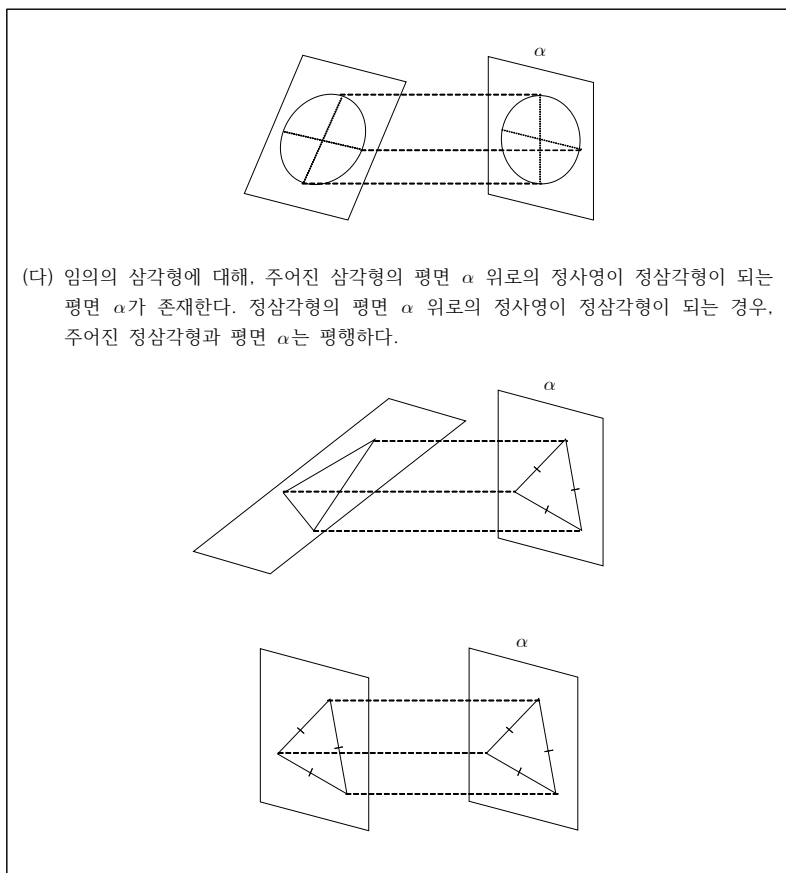 α
(다) 임의의 삼각형에 대해, 주어진 삼각형의 평면 α 위로의 정사영이 정삼각형이 되는
평면 α가 존재한다. 정삼각형의 평면 α 위로의 정사영이 정삼각형이 되는 경우,
주어진 정삼각형과 평면 α는 평행하다.
α
α